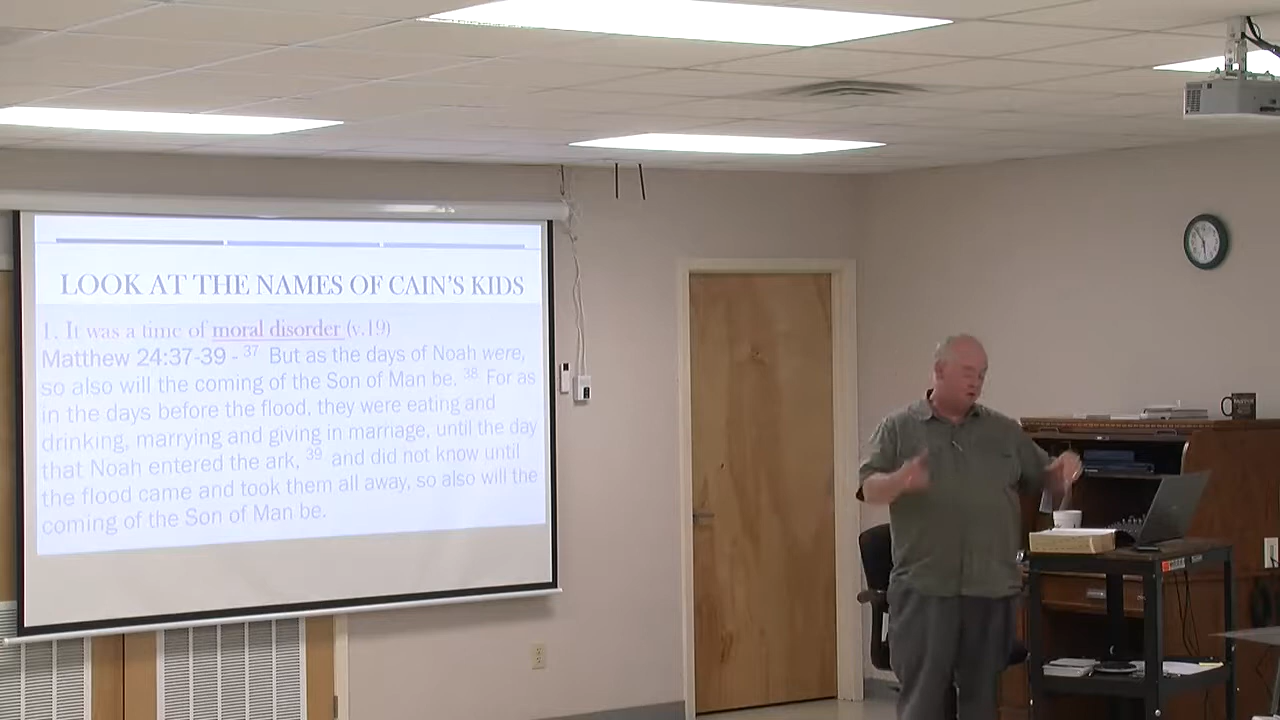 LOOK AT THE NAMES OF CAIN'S KIDS
1. It was a time of moral disorder (v.19)
Matthew 24:37-39 - 37 But as the days of Noah were,
so also will the coming of the Son of Man be. 38 For as
in the days before the flood, they were eating and
drinking, marrying and giving in marriage, until the day
that Noah entered the ark, 39 and did not know until
the flood came and took them all away, so also will the
coming of the Son of Man be.